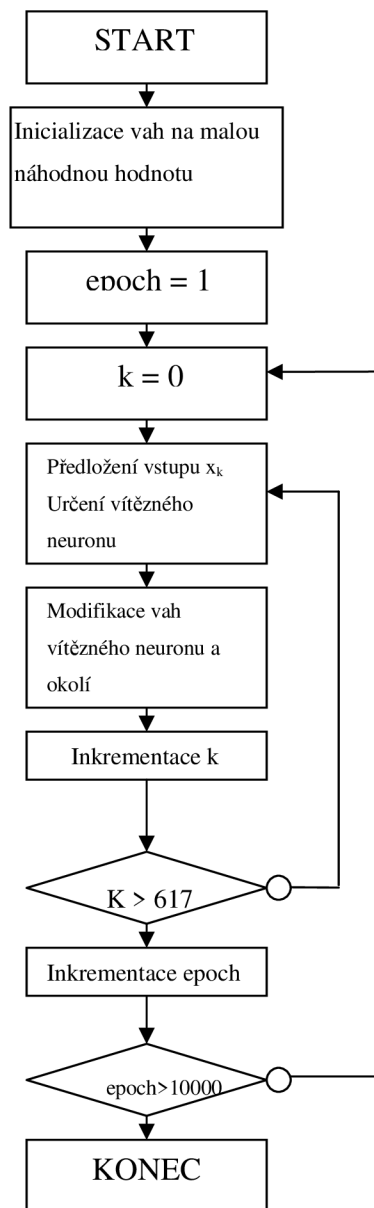 START
Inicializace vah na malou
náhodnou hodnotu
epoch = 1
k = 0
Předložení vstupu xₖ
Určení vítězného
neuronu
Modifikace vah
vítězného neuronu a
okolí
Inkrementace k
K > 617
Inkrementace epoch
epoch>10000
KONEC